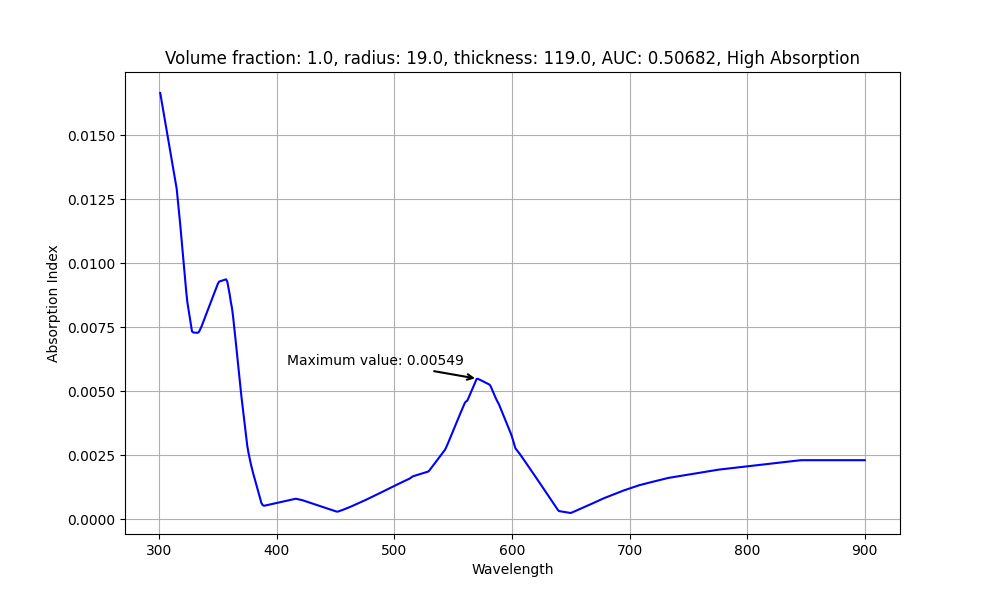 Volume fraction: 1.0, radius: 19.0, thickness: 119.0, AUC: 0.50682, High Absorption
Absorption Index
0.0150
0.0125
0.0100
0.0075
0.0050
0.0025
0.0000
Maximum value: 0.00549
300 400 500 600 700 800 900
Wavelength